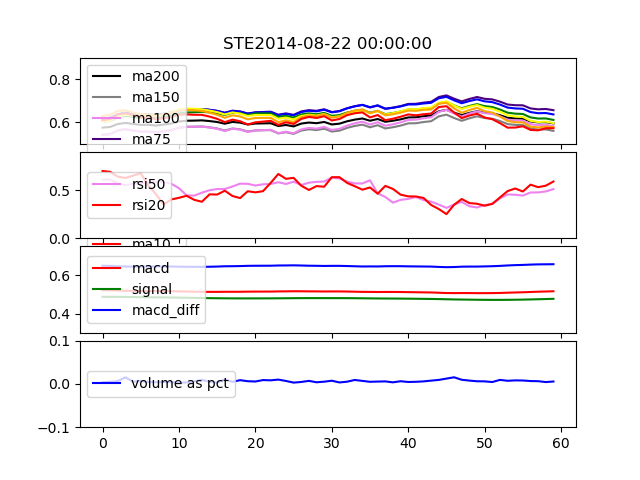 STE2014-08-22 00:00:00
0.8
0.6
ma200
ma150
ma100
ma75
0.5
0.0
rsi50
rsi20
ma10
0.6
0.4
macd
signal
macd_diff
0.1
0.0
−0.1
volume as pct
0 10 20 30 40 50 60